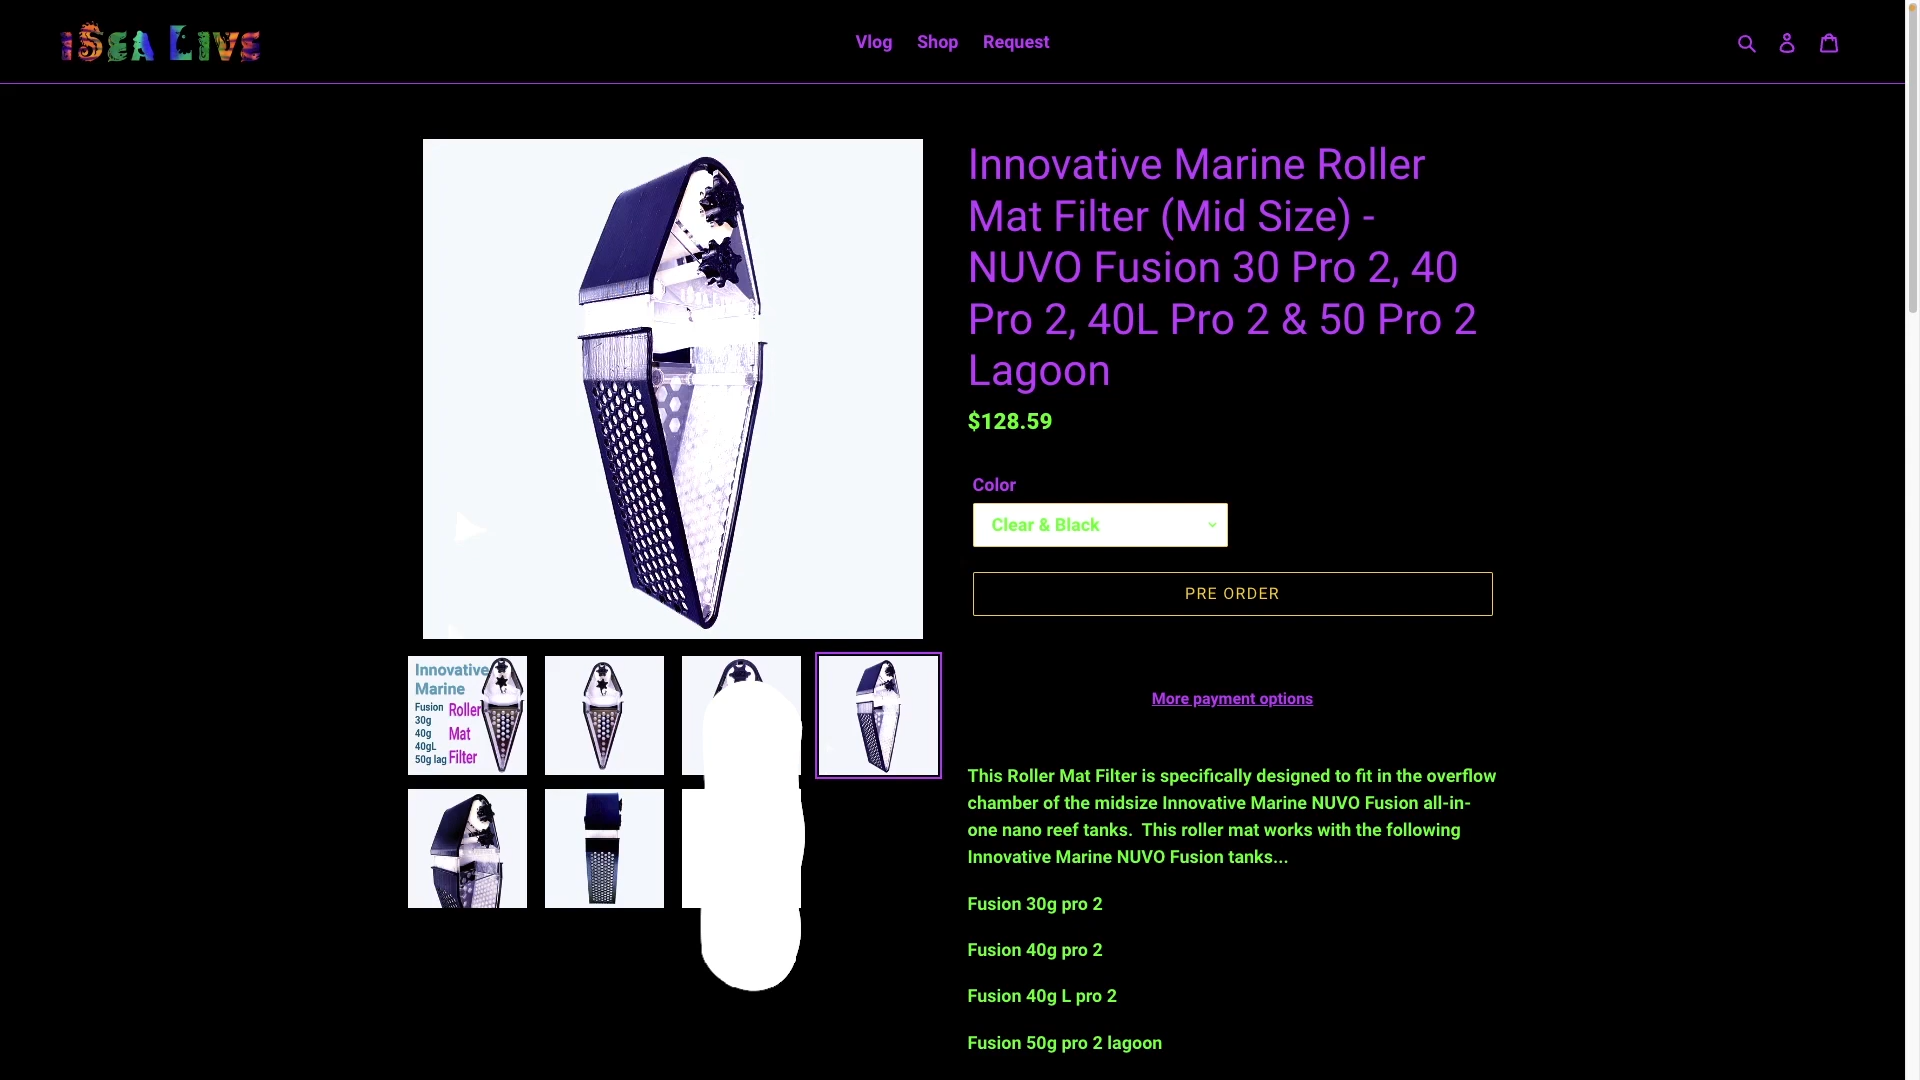 iSea Live
Vlog
Shop
Request
Innovative Marine Roller
Mat Filter (Mid Size) -
NUVO Fusion 30 Pro 2, 40
Pro 2, 40L Pro 2 & 50 Pro 2
Lagoon
$128.59
Color
Clear & Black
PRE ORDER
More payment options
Innovative
Marine
Fusion
30g
40g
40gL
50g lag
Roller
Mat
Filter
This Roller Mat Filter is specifically designed to fit in the overflow
chamber of the midsize Innovative Marine NUVO Fusion all-in-
one nano reef tanks.  This roller mat works with the following
Innovative Marine NUVO Fusion tanks...
Fusion 30g pro 2
Fusion 40g pro 2
Fusion 40g L pro 2
Fusion 50g pro 2 lagoon